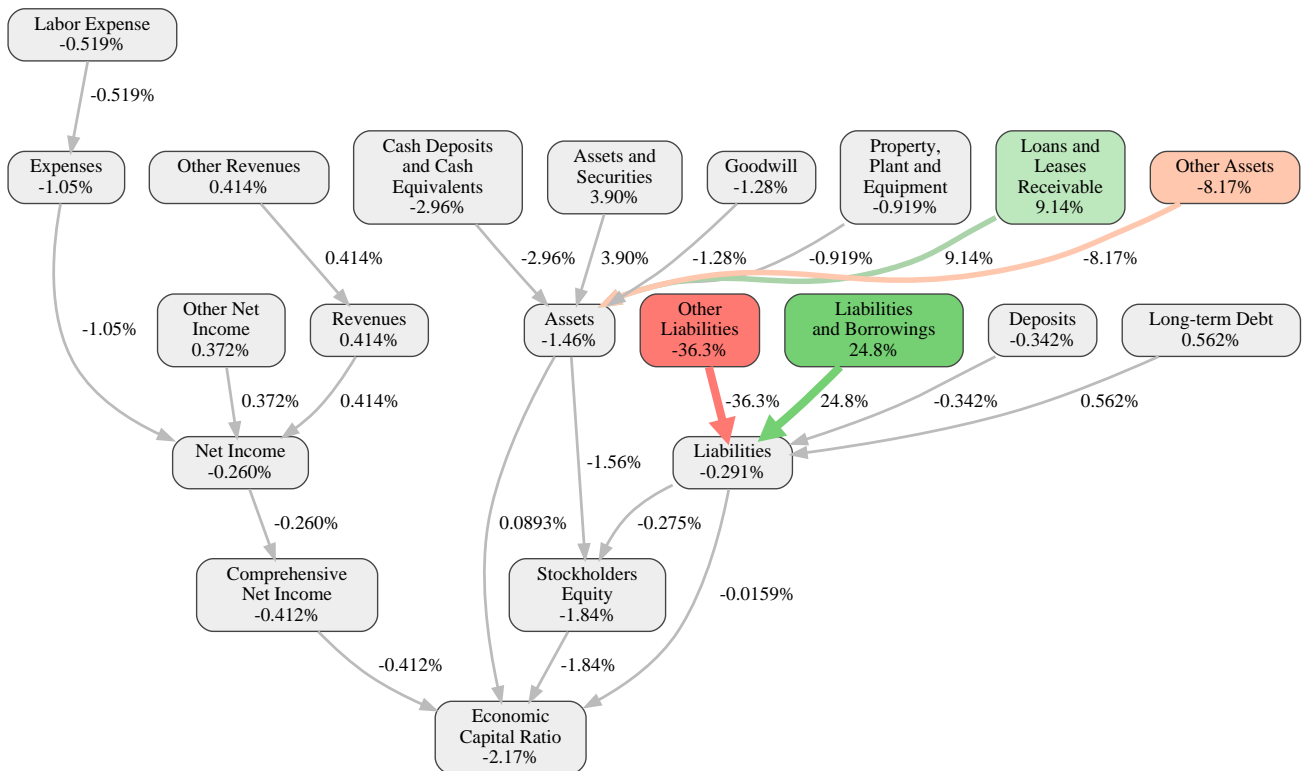 Labor Expense
-0.519%
-0.519%
Expenses
-1.05%
Other Revenues
0.414%
Cash Deposits
and Cash
Equivalents
-2.96%
Assets and
Securities
3.90%
Goodwill
-1.28%
Property,
Plant and
Equipment
-0.919%
Loans and
Leases
Receivable
9.14%
Other Assets
-8.17%
0.414%
-2.96%
3.90%
-1.28%
-0.919%
9.14%
-8.17%
-1.05%
Other Net
Income
0.372%
Revenues
0.414%
Assets
-1.46%
Other
Liabilities
-36.3%
Liabilities
and Borrowings
24.8%
Deposits
-0.342%
Long-term Debt
0.562%
0.372%
0.414%
-36.3%
24.8%
-0.342%
0.562%
Net Income
-0.260%
-1.56%
Liabilities
-0.291%
-0.260%
0.0893%
-0.275%
Comprehensive
Net Income
-0.412%
Stockholders
Equity
-1.84%
-0.0159%
-0.412%
-1.84%
Economic
Capital Ratio
-2.17%